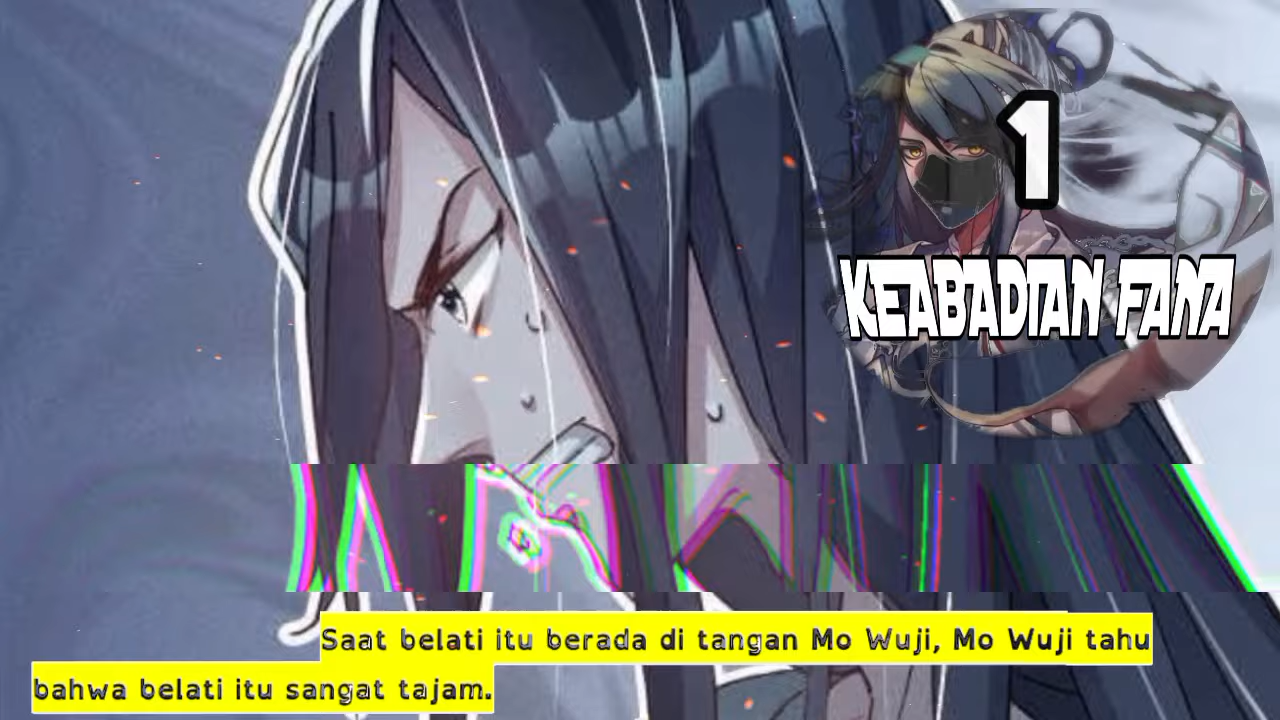 1
KEABADIAN FANA
Saat belati itu berada di tangan Mo Wuji, Mo Wuji tahu
bahwa belati itu sangat tajam.